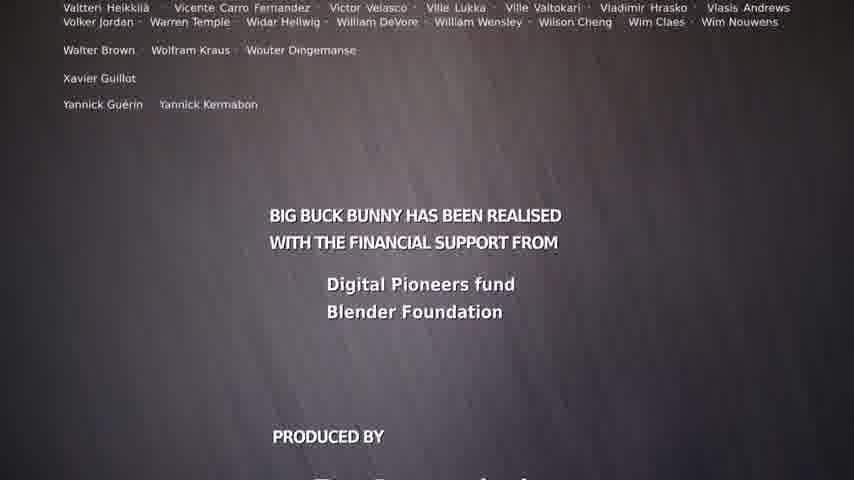 Valtteri Heikkilä · Vicente Carro Fernandez · Victor Velasco · Ville Lukka · Ville Valtokari · Vladimir Hrasko · Vlasis Andrews
Volker Jordan · Warren Temple · Widar Hellwig · William DeVore · William Wensley · Wilson Cheng · Wim Claes · Wim Nouwens
Walter Brown · Wolfram Kraus · Wouter Dingemanse
Xavier Guillot
Yannick Guérin · Yannick Kermabon
BIG BUCK BUNNY HAS BEEN REALISED
WITH THE FINANCIAL SUPPORT FROM
Digital Pioneers fund
Blender Foundation
PRODUCED BY